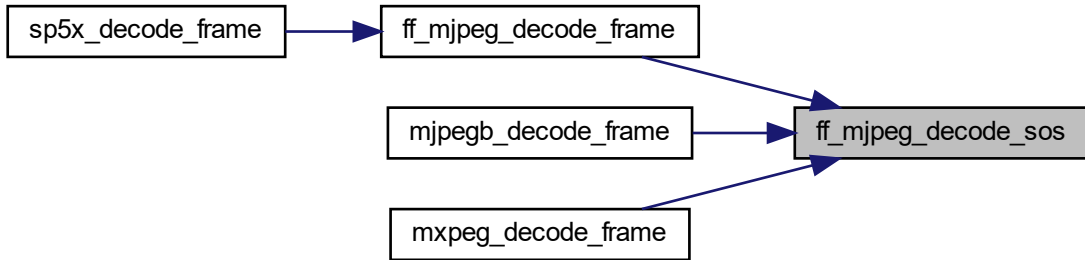 sp5x_decode_frame
ff_mjpeg_decode_frame
mjpegb_decode_frame
ff_mjpeg_decode_sos
mxpeg_decode_frame